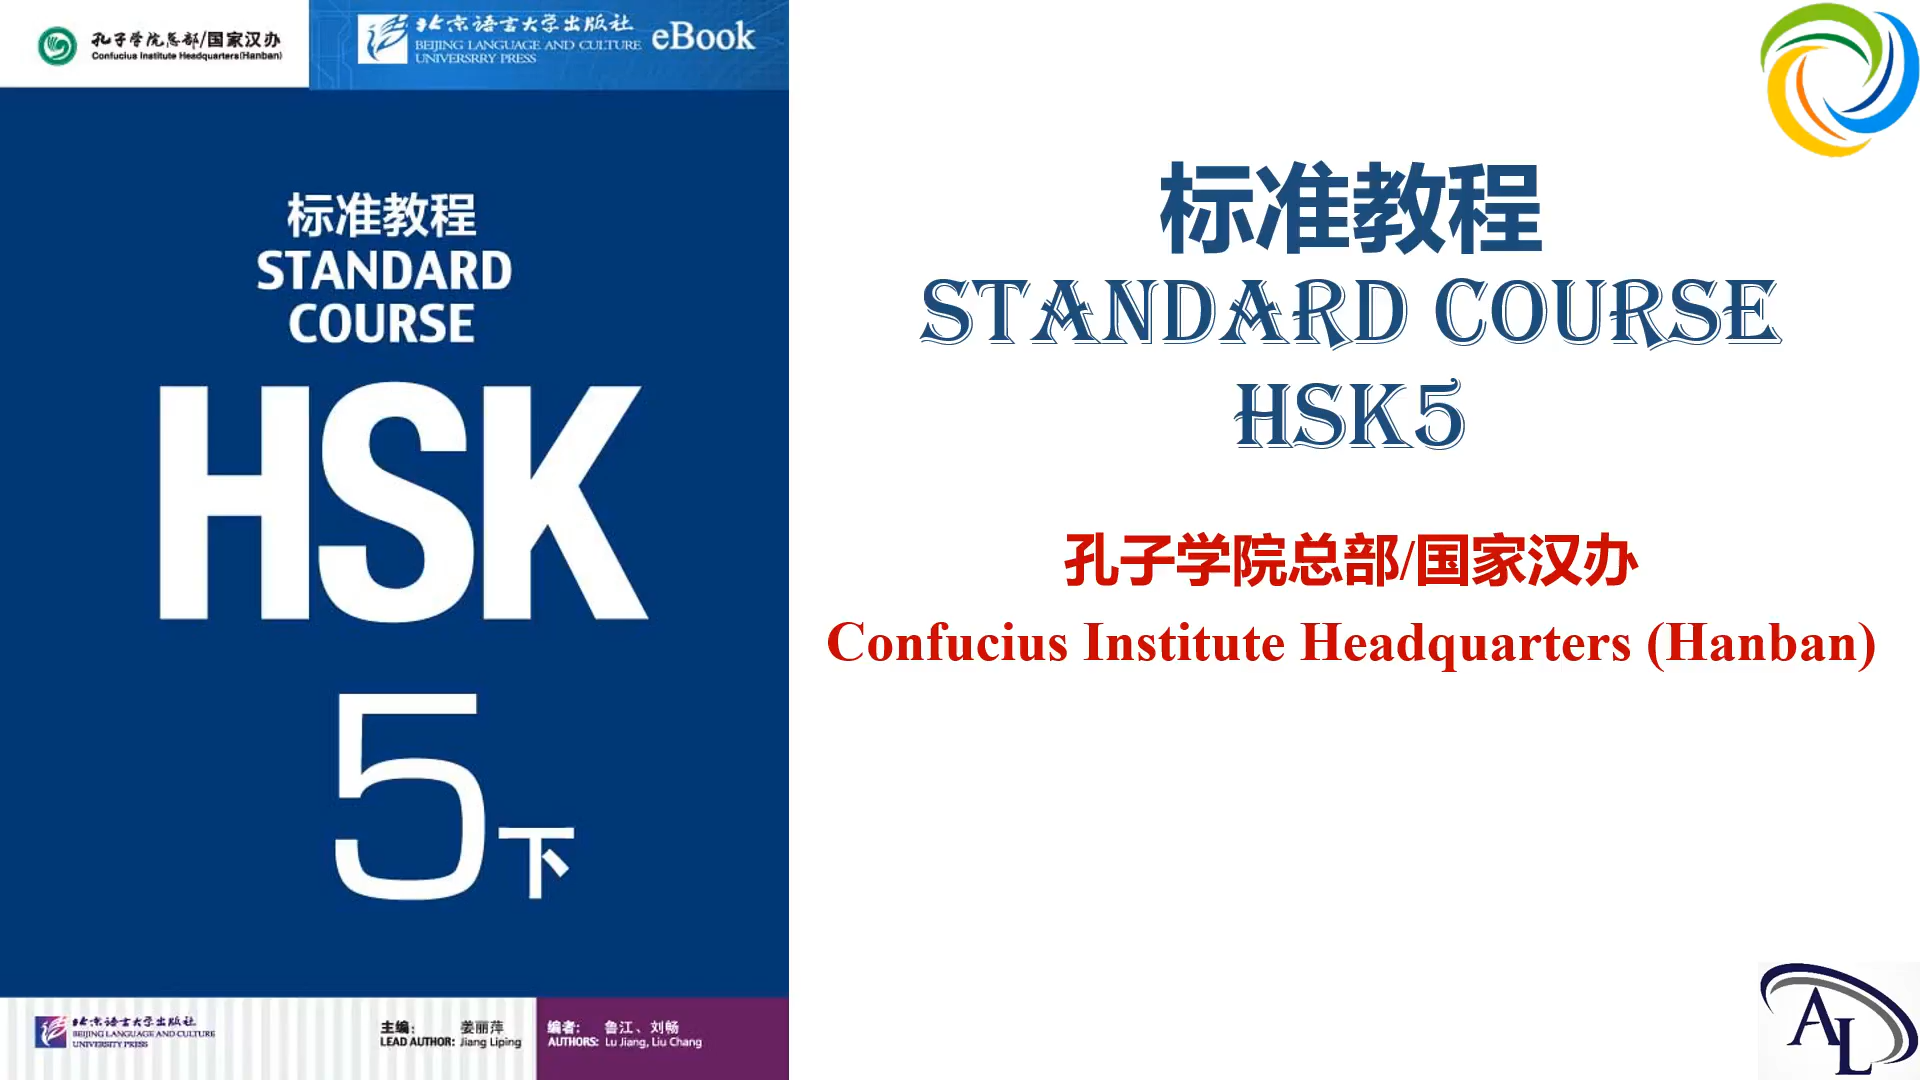 孔子学院总部/国家汉办
Confucius Institute Headquarters(Hanban)
北京语言大学出版社
BEIJING LANGUAGE AND CULTURE
UNIVERSRRY PRESS
eBook
标准教程
STANDARD
COURSE
HSK
5下
北京语言大学出版社
BEIJING LANGUAGE AND CULTURE
UNIVERSITY PRESS
主编： 姜丽萍
LEAD AUTHOR: Jiang Liping
编者： 鲁江、刘畅
AUTHORS: Lu Jiang, Liu Chang
标准教程
STANDARD COURSE
HSK5
孔子学院总部/国家汉办
Confucius Institute Headquarters (Hanban)
AL